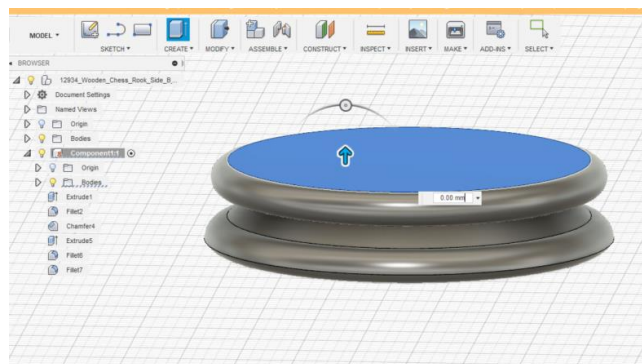 MODEL
SKETCH
CREATE
MODIFY
ASSEMBLE
CONSTRUCT
INSPECT
INSERT
MAKE
ADD-INS
SELECT
BROWSER
12934_Wooden_Chess_Rook_Side_B,...
Document Settings
Named Views
Origin
Bodies
Component1:1
Origin
Bodies
Extrude1
Fillet2
Chamfer4
Extrude5
Fillet6
Fillet7
0.00 mm